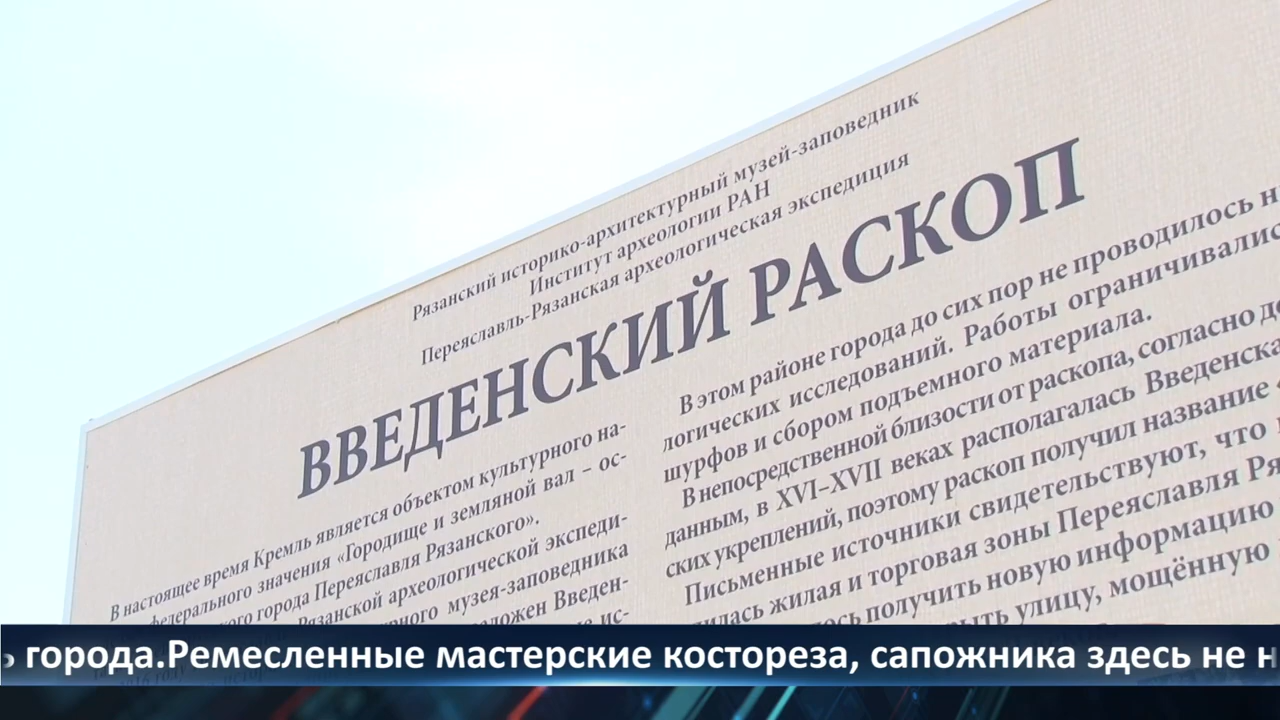 Рязанский историко-архитектурный музей-заповедник
Институт археологии РАН
Переяславль-Рязанская археологическая экспедиция
ВВЕДЕНСКИЙ РАСКОП
В настоящее время Кремль является объектом культурного на-
федерального значения «Городище и земляной вал – ос-
города Переяславля Рязанского».
Рязанской археологической экспеди-
музея-заповедника
Введен-
ис-
В этом районе города до сих пор не проводилось
логических исследований. Работы ограничивалис
шурфов и сбором подъемного материала.
В непосредственной близости от раскопа, согласно
данным, в XVI–XVII веках располагалась Введенска
ских укреплений, поэтому раскоп получил название
Письменные источники свидетельствуют, что
жилая и торговая зоны Переяславля Ря
получить новую информацию
улицу, мощённую
ь города.Ремесленные мастерские костореза, сапожника здесь не н